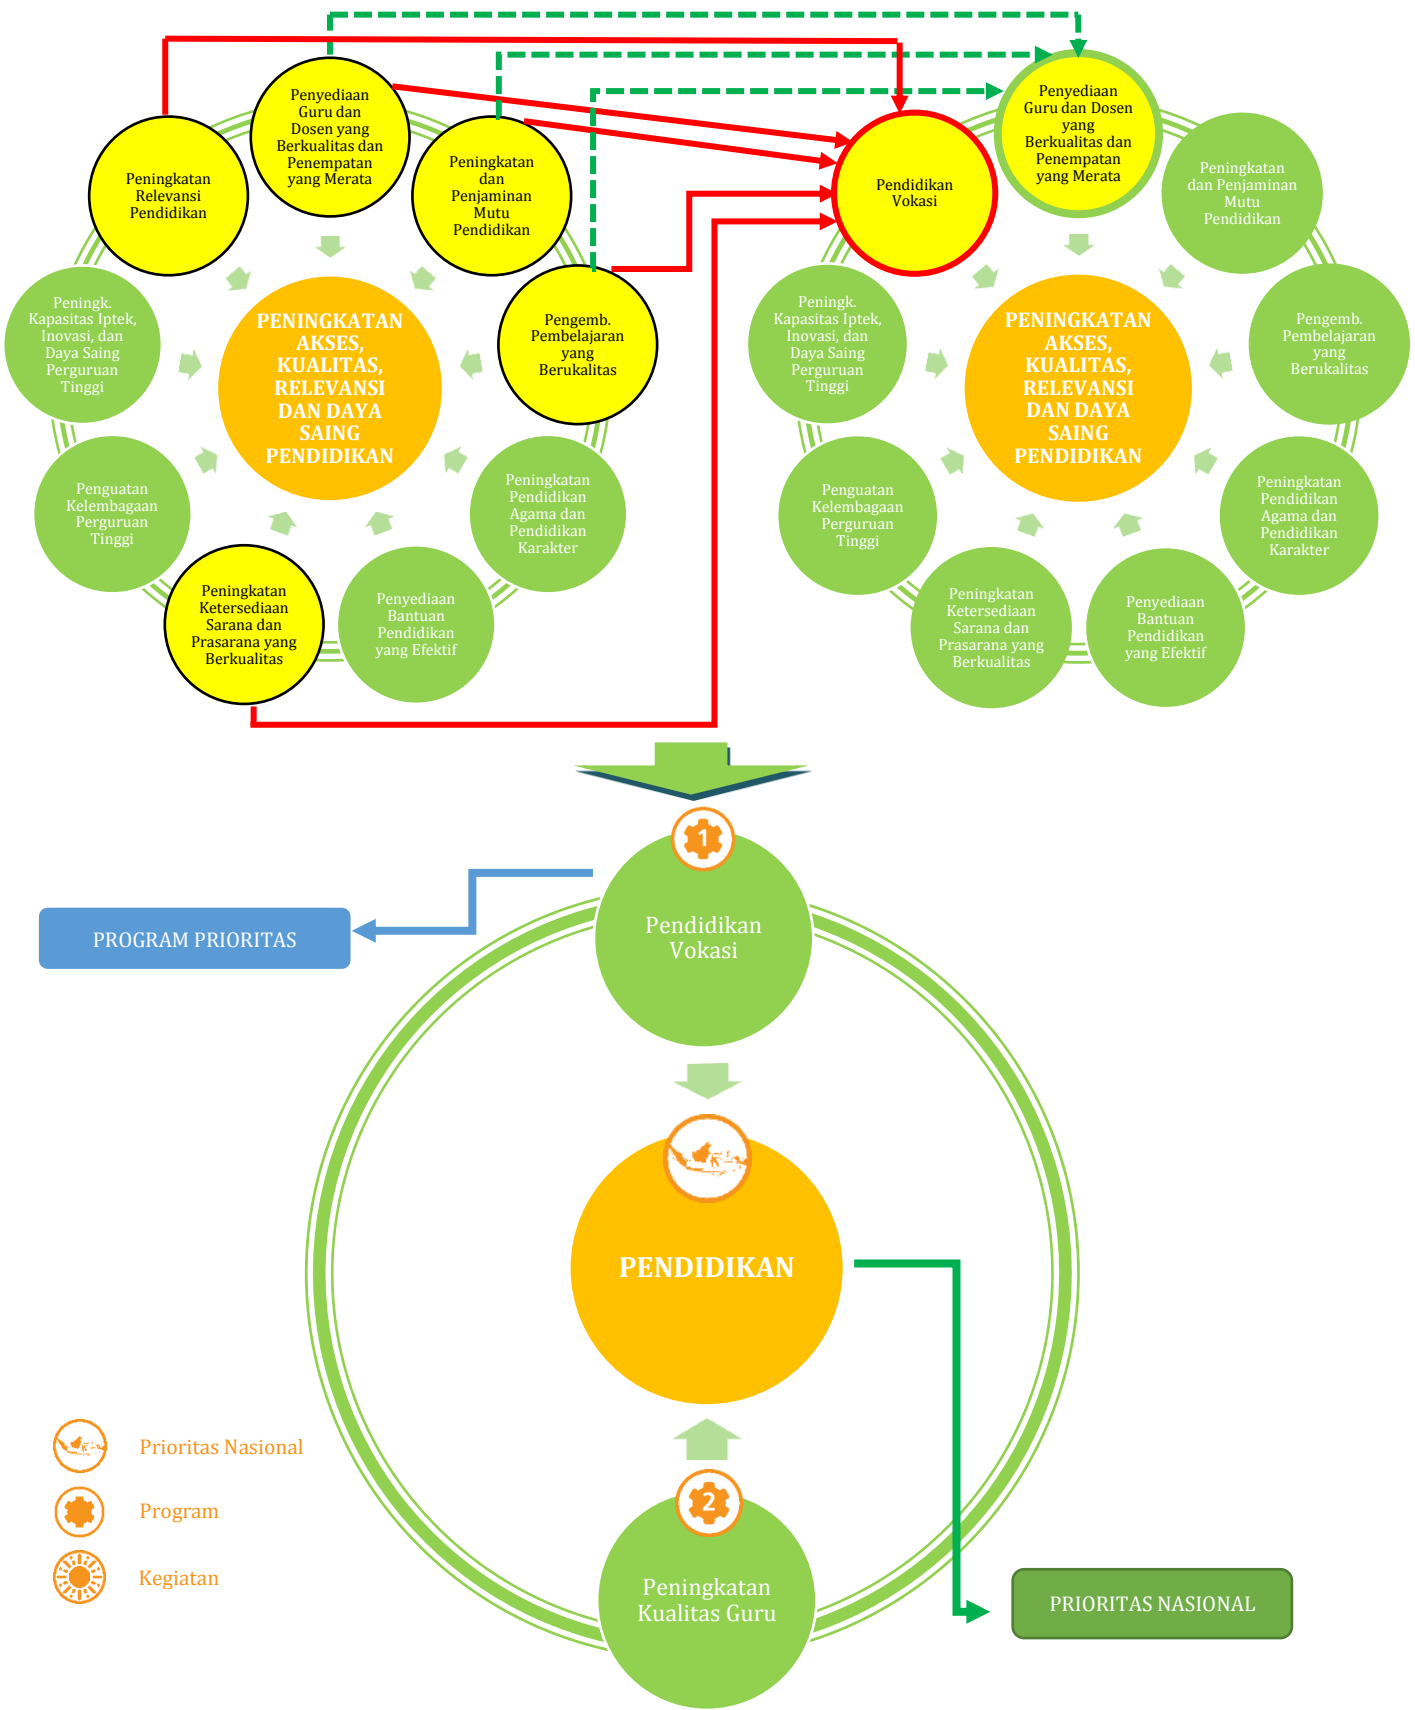 Penyediaan
Guru dan
Dosen yang
Berkualitas dan
Penempatan
yang Merata
Peningkatan
dan
Penjaminan
Mutu
Pendidikan
Pengemb.
Pembelajaran
yang
Berukalitas
Peningkatan
Pendidikan
Agama dan
Pendidikan
Karakter
Penyediaan
Bantuan
Pendidikan
yang Efektif
Peningkatan
Ketersediaan
Sarana dan
Prasarana yang
Berkualitas
Penguatan
Kelembagaan
Perguruan
Tinggi
Peningk.
Kapasitas Iptek,
Inovasi, dan
Daya Saing
Perguruan
Tinggi
Peningkatan
Relevansi
Pendidikan
PENINGKATAN
AKSES,
KUALITAS,
RELEVANSI
DAN DAYA
SAING
PENDIDIKAN
Penyediaan
Guru dan Dosen
yang
Berkualitas dan
Penempatan
yang Merata
Peningkatan
dan Penjaminan
Mutu
Pendidikan
Pengemb.
Pembelajaran
yang
Berukalitas
Peningkatan
Pendidikan
Agama dan
Pendidikan
Karakter
Penyediaan
Bantuan
Pendidikan
yang Efektif
Peningkatan
Ketersediaan
Sarana dan
Prasarana yang
Berkualitas
Penguatan
Kelembagaan
Perguruan
Tinggi
Peningk.
Kapasitas Iptek,
Inovasi, dan
Daya Saing
Perguruan
Tinggi
Pendidikan
Vokasi
PENINGKATAN
AKSES,
KUALITAS,
RELEVANSI
DAN DAYA
SAING
PENDIDIKAN
1
Pendidikan
Vokasi
PROGRAM PRIORITAS
PENDIDIKAN
2
Peningkatan
Kualitas Guru
Prioritas Nasional
Program
Kegiatan
PRIORITAS NASIONAL